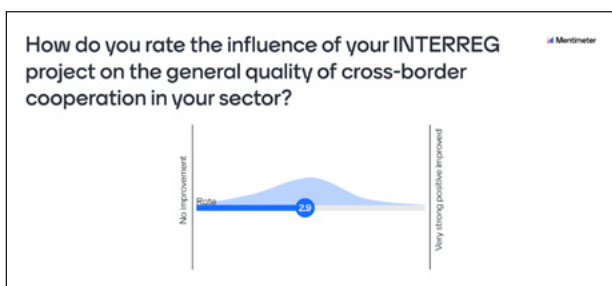 How do you rate the influence of your INTERREG
project on the general quality of cross-border
cooperation in your sector?
Mentimeter
No improvement
Rate
2.9
Very strong positive improved